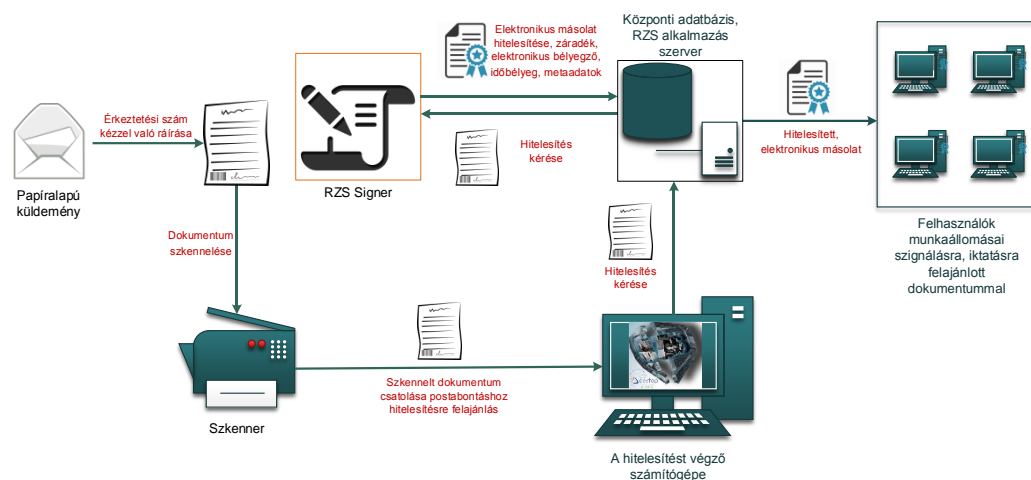 Elektronikus másolat
hitelesítése, záradék,
elektronikus bélyegző,
időbélyeg, metaadatok
Központi adatbázis,
RZS alkalmazás
szerver
Érkeztetési szám
kézzel való ráírása
Hitelesítés
kérése
Hitelesített,
elektronikus másolat
Papíralapú
küldemény
RZS Signer
Dokumentum
szkennelése
Hitelesítés
kérése
Felhasználók
munkaállomásai
szignálásra, iktatásra
felajánlott
dokumentummal
Szkennelt dokumentum
csatolása postabontáshoz
hitelesítésre felajánlás
Szkenner
A hitelesítést végző
számítógépe